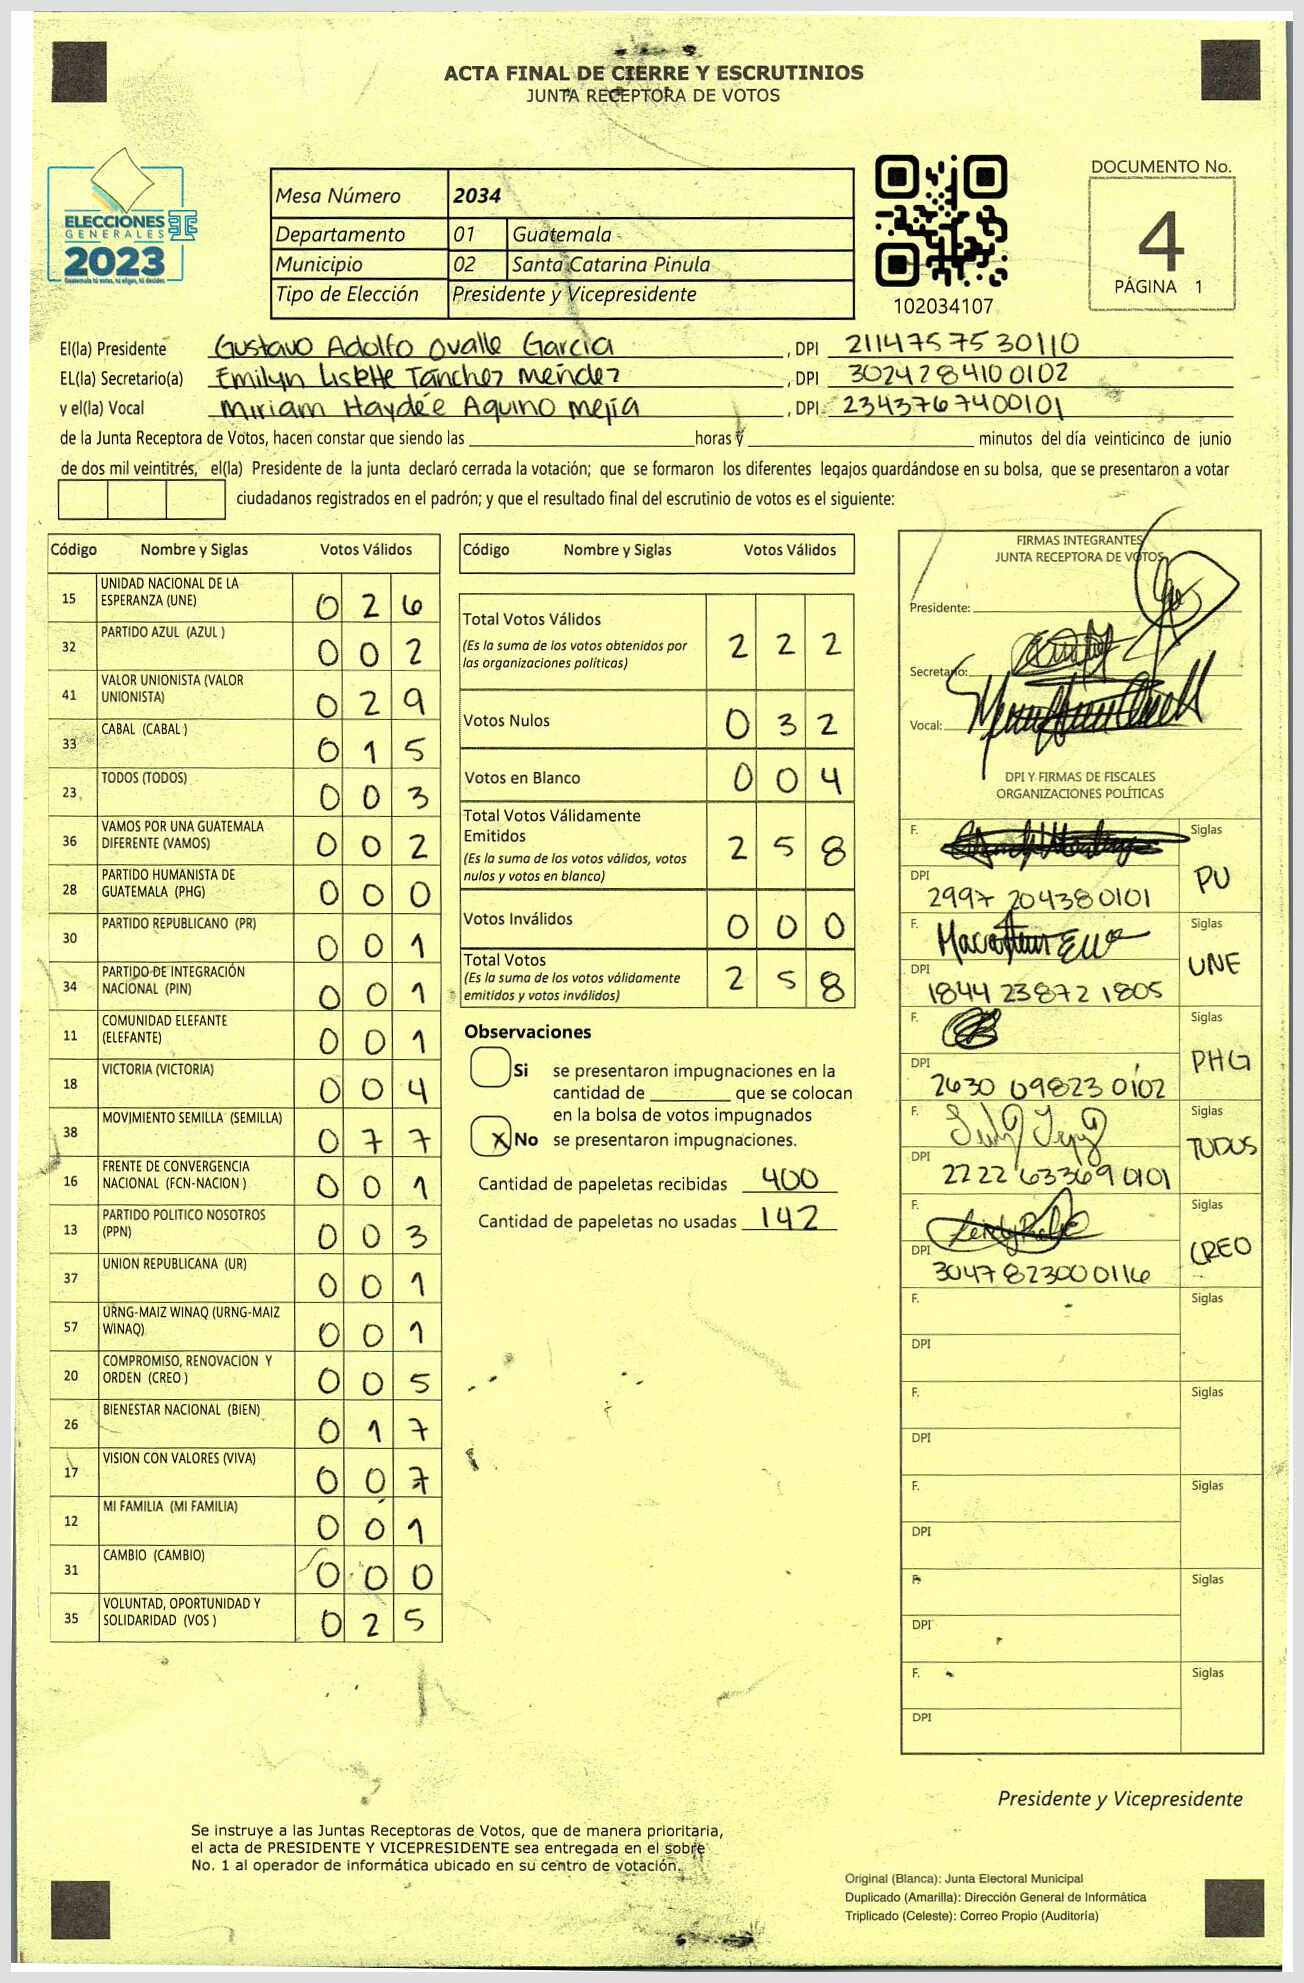 ACTA FINAL DE CIERRE Y ESCRUTINIOS
JUNTA RECEPTORA DE VOTOS
ELECCIONES
GENERALES
2023
Guatemala tú votas, tú eliges, tú decides
Mesa Número 2034
Departamento 01 Guatemala
Municipio 02 Santa Catarina Pinula
Tipo de Elección Presidente y Vicepresidente
102034107
DOCUMENTO No.
4
PÁGINA 1
El(la) Presidente Gustavo Adolfo Ovalle García , DPI 2114757530110
EL(la) Secretario(a) Emilyn Lisette Tánchez Méndez , DPI 3024284100102
y el(la) Vocal Miriam Haydée Aquino Mejía , DPI 2343767400101
de la Junta Receptora de Votos, hacen constar que siendo las horas y minutos del día veinticinco de junio
de dos mil veintitrés, el(la) Presidente de la junta declaró cerrada la votación; que se formaron los diferentes legajos guardándose en su bolsa, que se presentaron a votar
ciudadanos registrados en el padrón; y que el resultado final del escrutinio de votos es el siguiente:
Código Nombre y Siglas Votos Válidos
15 UNIDAD NACIONAL DE LA
ESPERANZA (UNE) 0 2 6
32 PARTIDO AZUL (AZUL ) 0 0 2
41 VALOR UNIONISTA (VALOR
UNIONISTA) 0 2 9
33 CABAL (CABAL ) 0 1 5
23 TODOS (TODOS) 0 0 3
36 VAMOS POR UNA GUATEMALA
DIFERENTE (VAMOS) 0 0 2
28 PARTIDO HUMANISTA DE
GUATEMALA (PHG) 0 0 0
30 PARTIDO REPUBLICANO (PR) 0 0 1
34 PARTIDO DE INTEGRACIÓN
NACIONAL (PIN) 0 0 1
11 COMUNIDAD ELEFANTE
(ELEFANTE) 0 0 1
18 VICTORIA (VICTORIA) 0 0 4
38 MOVIMIENTO SEMILLA (SEMILLA) 0 7 7
16 FRENTE DE CONVERGENCIA
NACIONAL (FCN-NACION ) 0 0 1
13 PARTIDO POLITICO NOSOTROS
(PPN) 0 0 3
37 UNION REPUBLICANA (UR) 0 0 1
57 URNG-MAIZ WINAQ (URNG-MAIZ
WINAQ) 0 0 1
20 COMPROMISO, RENOVACION Y
ORDEN (CREO ) 0 0 5
26 BIENESTAR NACIONAL (BIEN) 0 1 7
17 VISION CON VALORES (VIVA) 0 0 7
12 MI FAMILIA (MI FAMILIA) 0 0 1
31 CAMBIO (CAMBIO) 0 0 0
35 VOLUNTAD, OPORTUNIDAD Y
SOLIDARIDAD (VOS ) 0 2 5
Código Nombre y Siglas Votos Válidos
Total Votos Válidos 2 2 2
(Es la suma de los votos obtenidos por
las organizaciones políticas)
Votos Nulos 0 3 2
Votos en Blanco 0 0 4
Total Votos Válidamente
Emitidos 2 5 8
(Es la suma de los votos válidos, votos
nulos y votos en blanco)
Votos Inválidos 0 0 0
Total Votos 2 5 8
(Es la suma de los votos válidamente
emitidos y votos inválidos)
Observaciones
Si se presentaron impugnaciones en la
cantidad de que se colocan
en la bolsa de votos impugnados
X No se presentaron impugnaciones.
Cantidad de papeletas recibidas 400
Cantidad de papeletas no usadas 142
FIRMAS INTEGRANTES
JUNTA RECEPTORA DE VOTOS
Presidente:
Secretario:
Vocal:
DPI Y FIRMAS DE FISCALES
ORGANIZACIONES POLÍTICAS
F. Siglas
DPI PU
2997 204380101
F. Siglas
DPI UNE
1844 23872 1805
F. Siglas
DPI PHG
2630 09823 0102
F. Siglas
DPI TODOS
2222 63369 0101
F. Siglas
DPI CREO
3047 823000116
F. Siglas
DPI
F. Siglas
DPI
F. Siglas
DPI
F. Siglas
DPI
F. Siglas
DPI
Presidente y Vicepresidente
Se instruye a las Juntas Receptoras de Votos, que de manera prioritaria,
el acta de PRESIDENTE Y VICEPRESIDENTE sea entregada en el sobre
No. 1 al operador de informática ubicado en su centro de votación.
Original (Blanca): Junta Electoral Municipal
Duplicado (Amarilla): Dirección General de Informática
Triplicado (Celeste): Correo Propio (Auditoría)